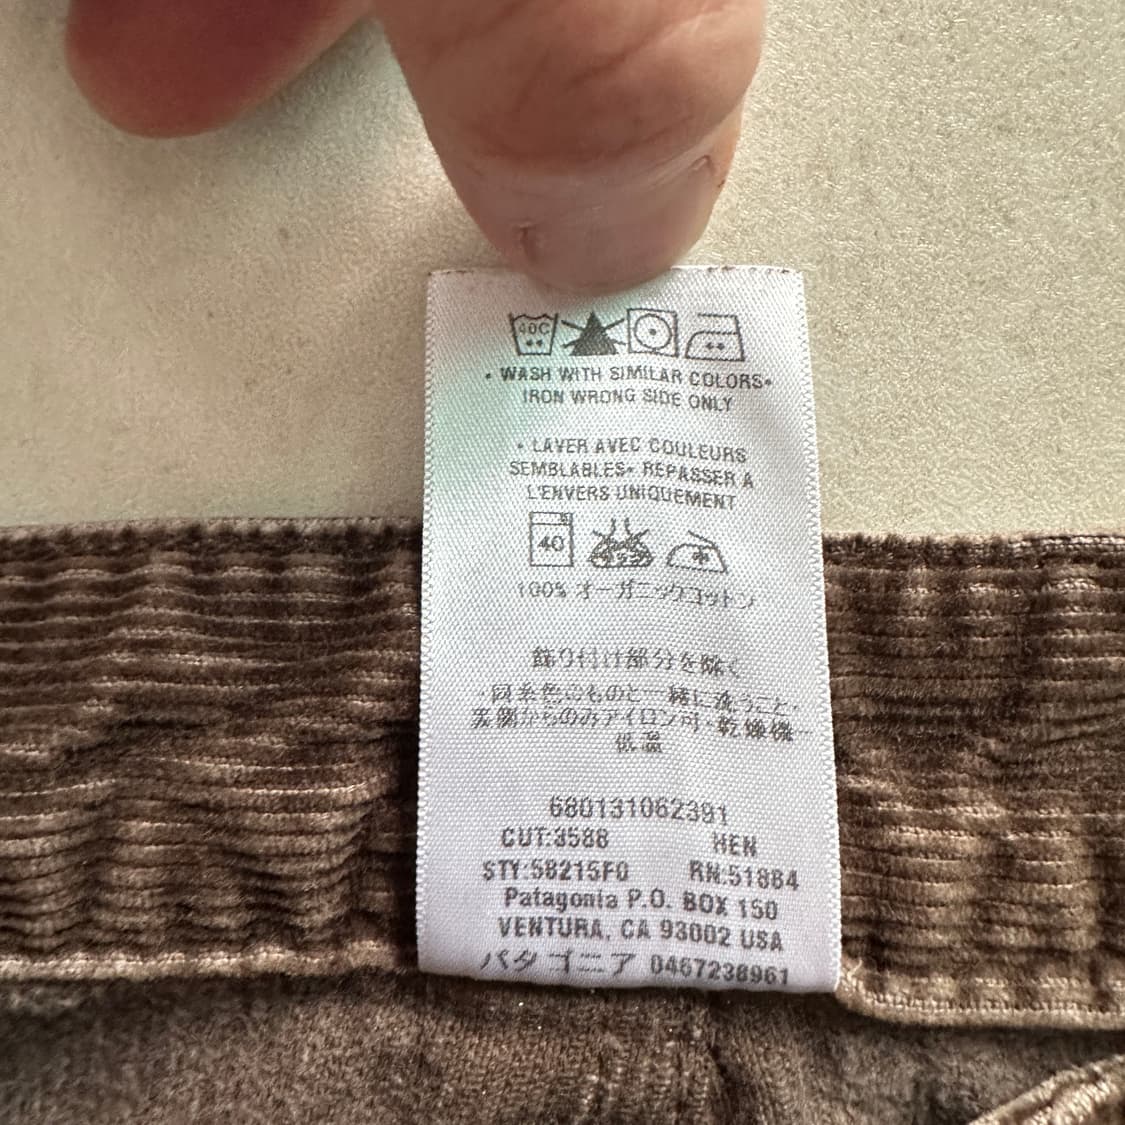 40C
• WASH WITH SIMILAR COLORS•
IRON WRONG SIDE ONLY
• LAVER AVEC COULEURS
SEMBLABLES• REPASSER A
L'ENVERS UNIQUEMENT
40
100% オーガニックコットン
飾り付け部分を除く
・同系色のものと一緒に洗うこと・
裏側からのみアイロン可・乾燥機一
低温
680131062391
CUT:3588 HEN
STY:58215F0 RN:51884
Patagonia P.O. BOX 150
VENTURA, CA 93002 USA
パタゴニア 0467238961